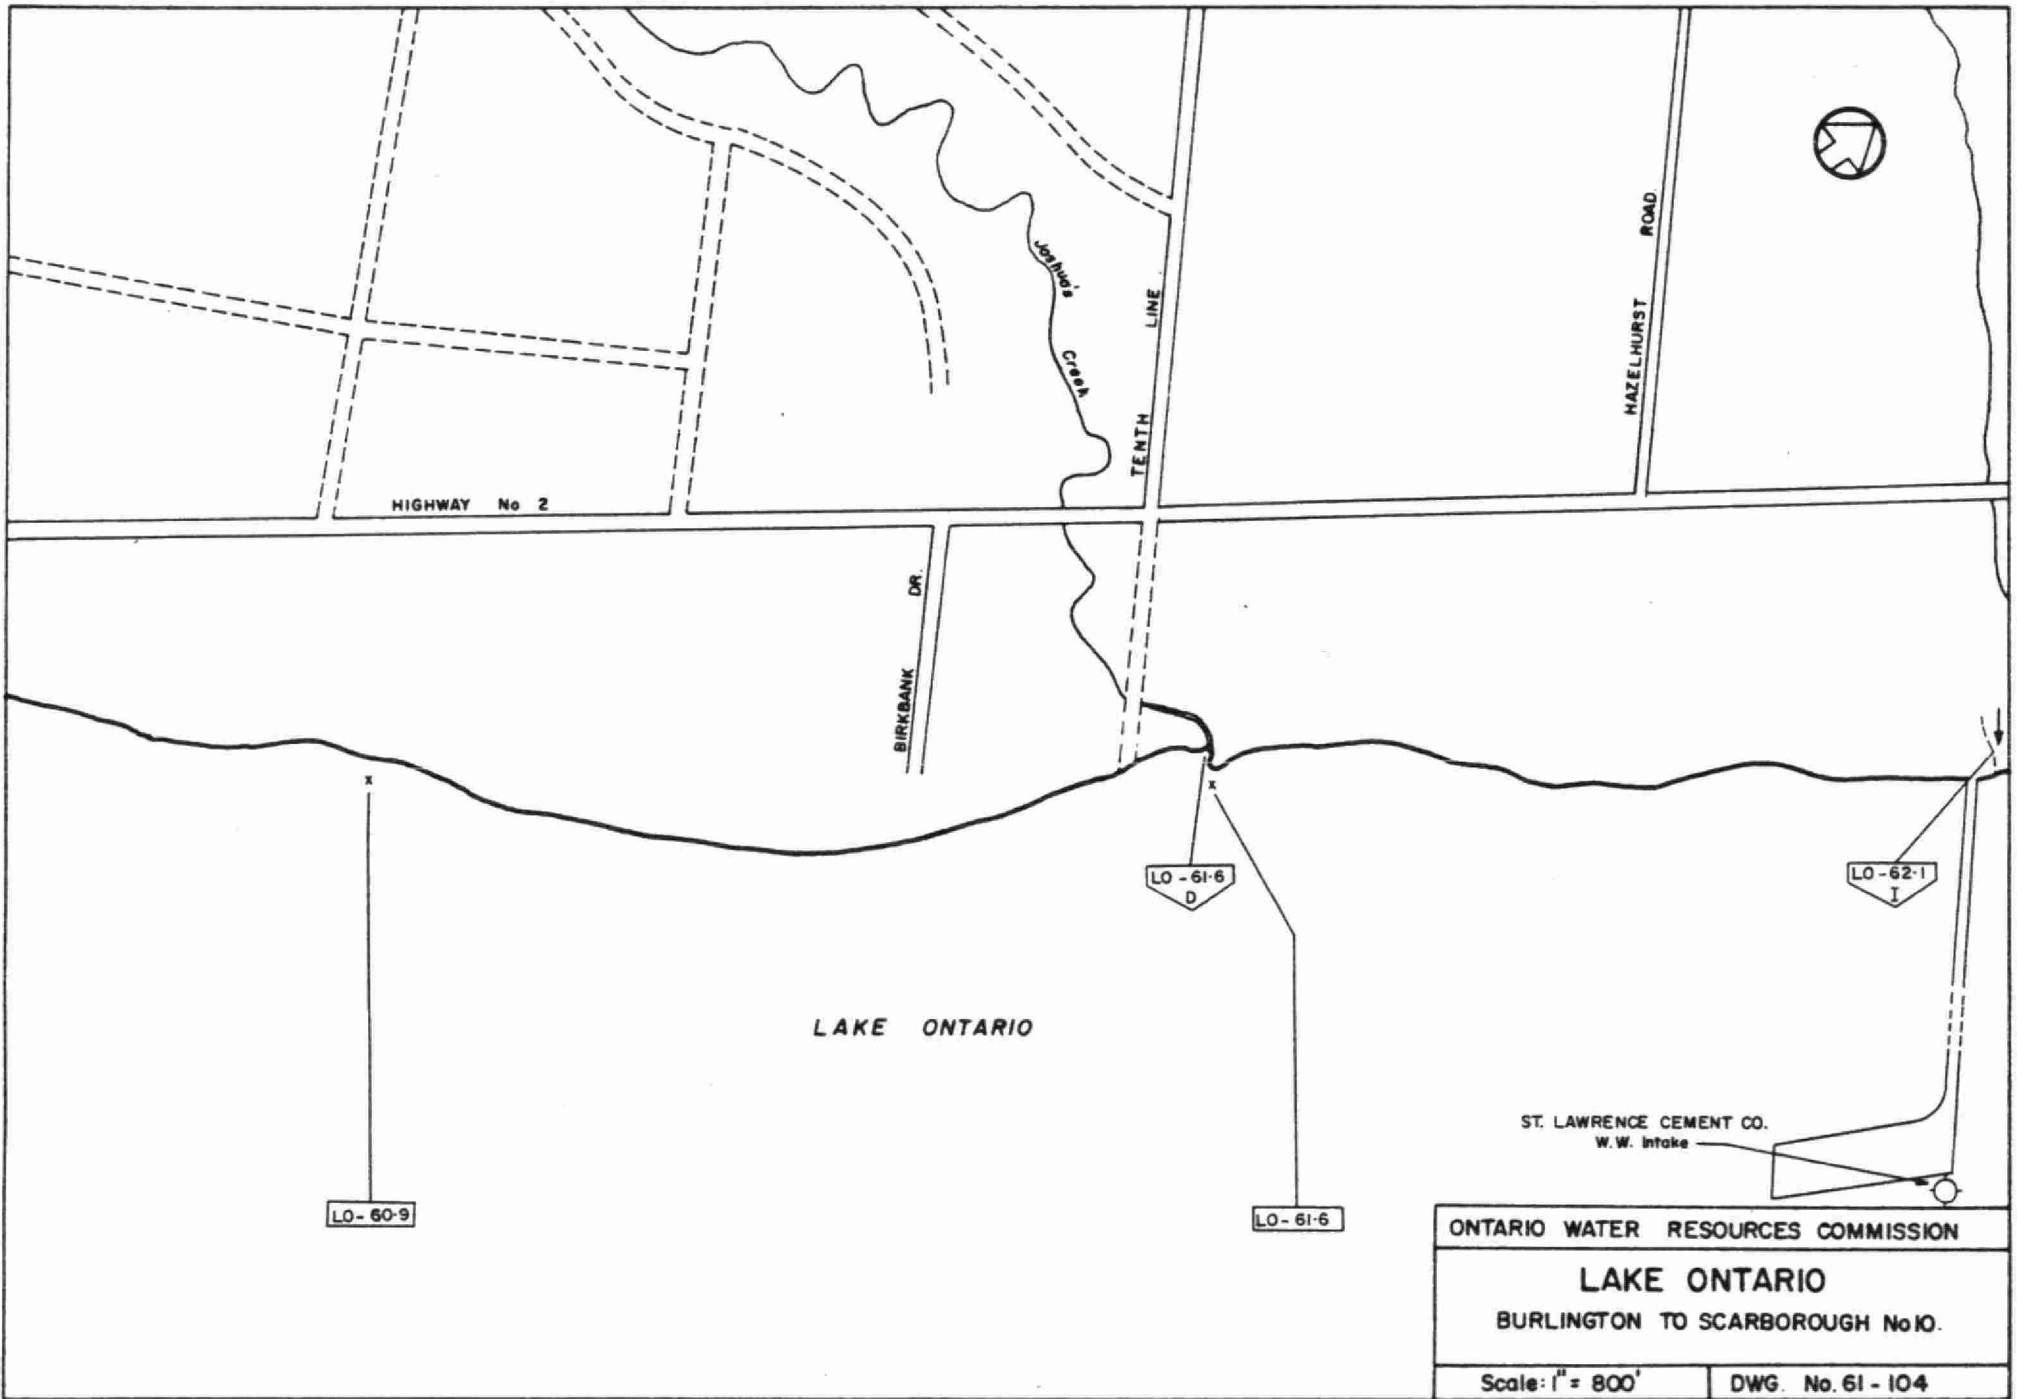 Joshua's
Creek
TENTH LINE
HAZELHURST ROAD
HIGHWAY No 2
BIRKBANK DR.
x
x
LO-61·6
D
LO-62·1
I
LAKE ONTARIO
ST. LAWRENCE CEMENT CO.
W.W. Intake
LO-60·9
LO-61·6
ONTARIO WATER RESOURCES COMMISSION
LAKE ONTARIO
BURLINGTON TO SCARBOROUGH No 10.
Scale: 1" = 800'
DWG. No. 61-104